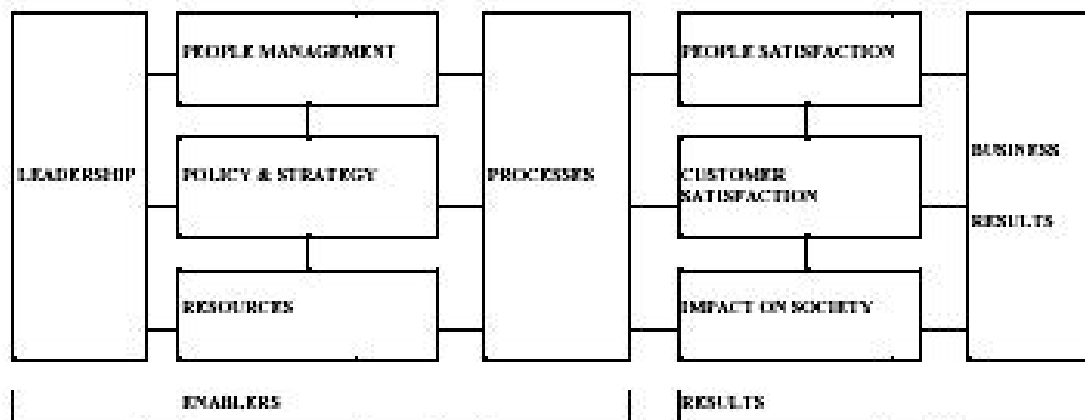 PEOPLE MANAGEMENT
PEOPLE SATISFACTION
BUSINESS
RESULTS
LEADERSHIP
POLICY & STRATEGY
PROCESSES
CUSTOMER
SATISFACTION
RESOURCES
IMPACT ON SOCIETY
ENABLERS
RESULTS